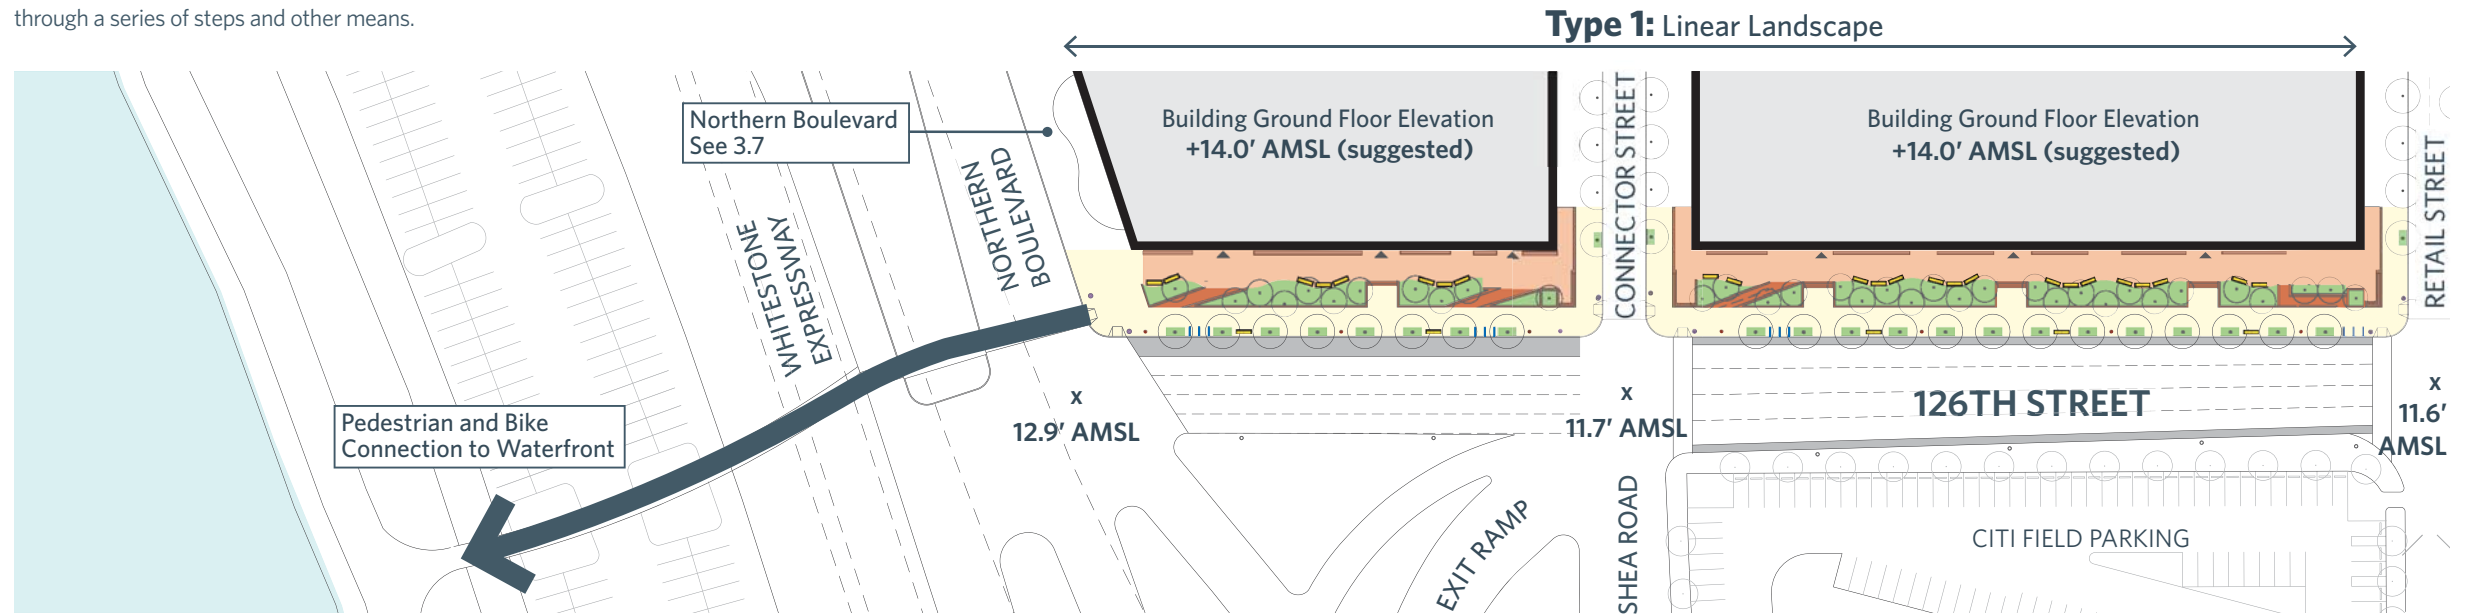 through a series of steps and other means.
Type 1: Linear Landscape
Northern Boulevard
See 3.7
Building Ground Floor Elevation
+14.0′ AMSL (suggested)
Building Ground Floor Elevation
+14.0′ AMSL (suggested)
CONNECTOR STREET
RETAIL STREET
NORTHERN
BOULEVARD
WHITESTONE
EXPRESSWAY
Pedestrian and Bike
Connection to Waterfront
x
12.9′ AMSL
x
11.7′ AMSL
126TH STREET
x
11.6′
AMSL
EXIT RAMP
SHEA ROAD
CITI FIELD PARKING